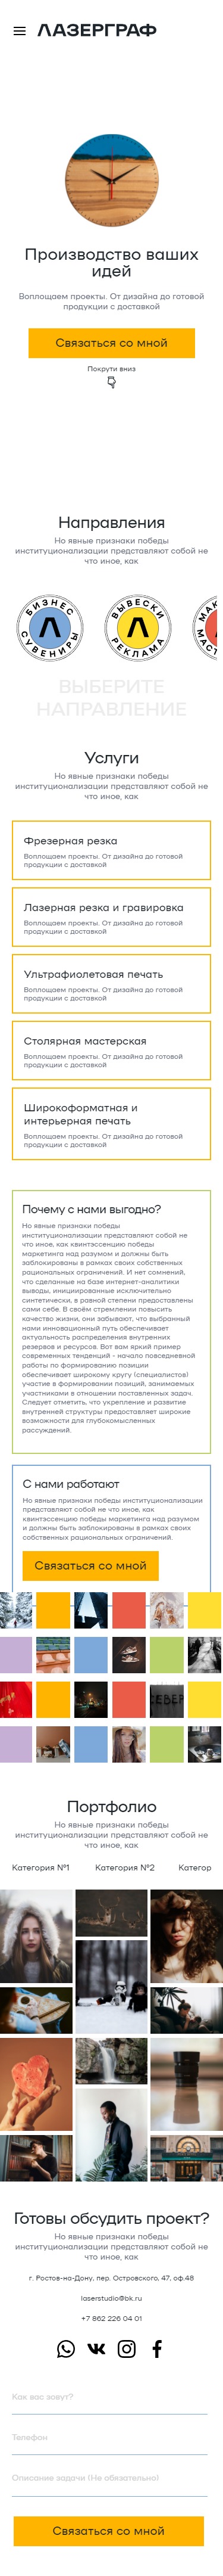 ЛАЗЕРГРАФ
Производство ваших
идей
Воплощаем проекты. От дизайна до готовой
продукции с доставкой
Связаться со мной
Покрути вниз
Направления
Но явные признаки победы
институционализации представляют собой не
что иное, как
БИЗНЕС
СУВЕНИРЫ
ВЫВЕСКИ
РЕКЛАМА
МАК
МАСТ
ВЫБЕРИТЕ
НАПРАВЛЕНИЕ
Услуги
Но явные признаки победы
институционализации представляют собой не
что иное, как
Фрезерная резка
Воплощаем проекты. От дизайна до готовой
продукции с доставкой
Лазерная резка и гравировка
Воплощаем проекты. От дизайна до готовой
продукции с доставкой
Ультрафиолетовая печать
Воплощаем проекты. От дизайна до готовой
продукции с доставкой
Столярная мастерская
Воплощаем проекты. От дизайна до готовой
продукции с доставкой
Широкоформатная и
интерьерная печать
Воплощаем проекты. От дизайна до готовой
продукции с доставкой
Почему с нами выгодно?
Но явные признаки победы
институционализации представляют собой не
что иное, как квинтэссенцию победы
маркетинга над разумом и должны быть
заблокированы в рамках своих собственных
рациональных ограничений. И нет сомнений,
что сделанные на базе интернет-аналитики
выводы, инициированные исключительно
синтетически, в равной степени предоставлены
сами себе. В своём стремлении повысить
качество жизни, они забывают, что выбранный
нами инновационный путь обеспечивает
актуальность распределения внутренних
резервов и ресурсов. Вот вам яркий пример
современных тенденций - начало повседневной
работы по формированию позиции
обеспечивает широкому кругу (специалистов)
участие в формировании позиций, занимаемых
участниками в отношении поставленных задач.
Следует отметить, что укрепление и развитие
внутренней структуры предоставляет широкие
возможности для глубокомысленных
рассуждений.
С нами работают
Но явные признаки победы институционализации
представляют собой не что иное, как
квинтэссенцию победы маркетинга над разумом
и должны быть заблокированы в рамках своих
собственных рациональных ограничений.
Связаться со мной
СЕВЕР
Портфолио
Но явные признаки победы
институционализации представляют собой не
что иное, как
Категория №1 Категория №2 Категор
Готовы обсудить проект?
Но явные признаки победы
институционализации представляют собой не
что иное, как
г. Ростов-на-Дону, пер. Островского, 47, оф.48
laserstudio@bk.ru
+7 862 226 04 01
Как вас зовут?
Телефон
Описание задачи (Не обязательно)
Связаться со мной